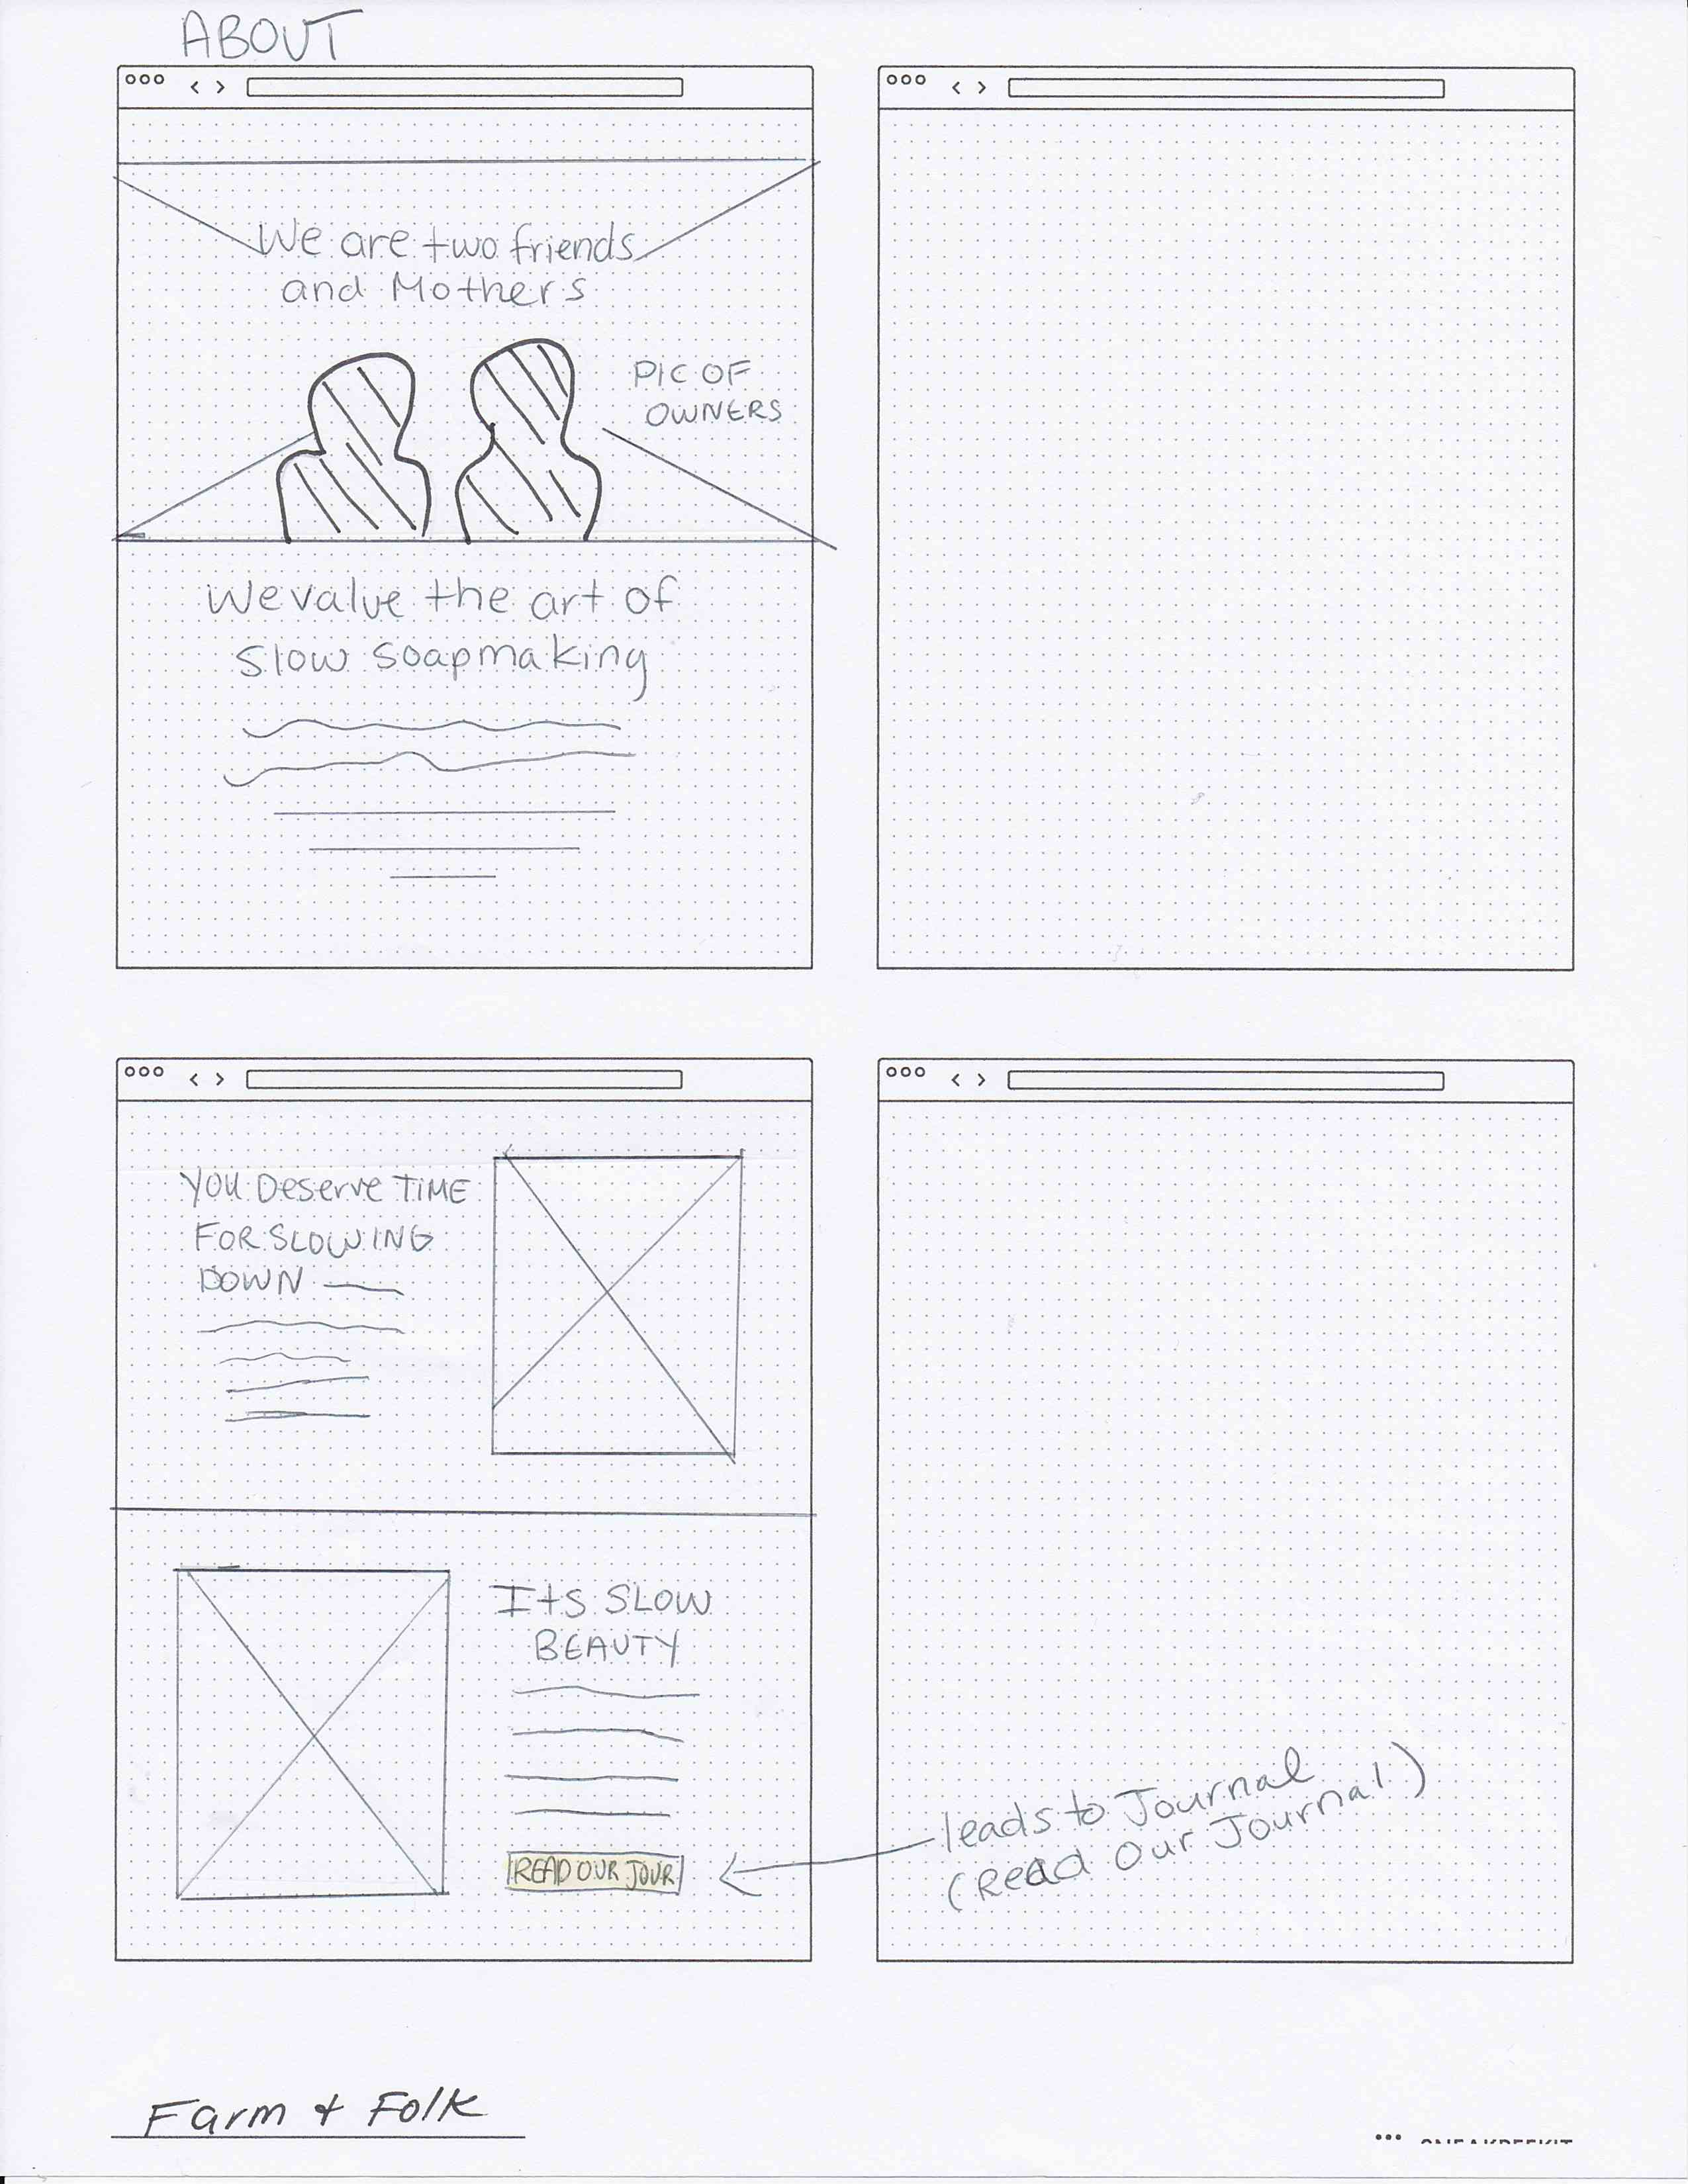 ABOUT
We are two friends
and Mothers
PIC OF
OWNERS
We value the art of
slow soapmaking
YOU Deserve TIME
FOR SLOWING
DOWN
Its SLOW
BEAUTY
READ OUR JOUR
leads to Journal
(Read Our Journal)
Farm + Folk